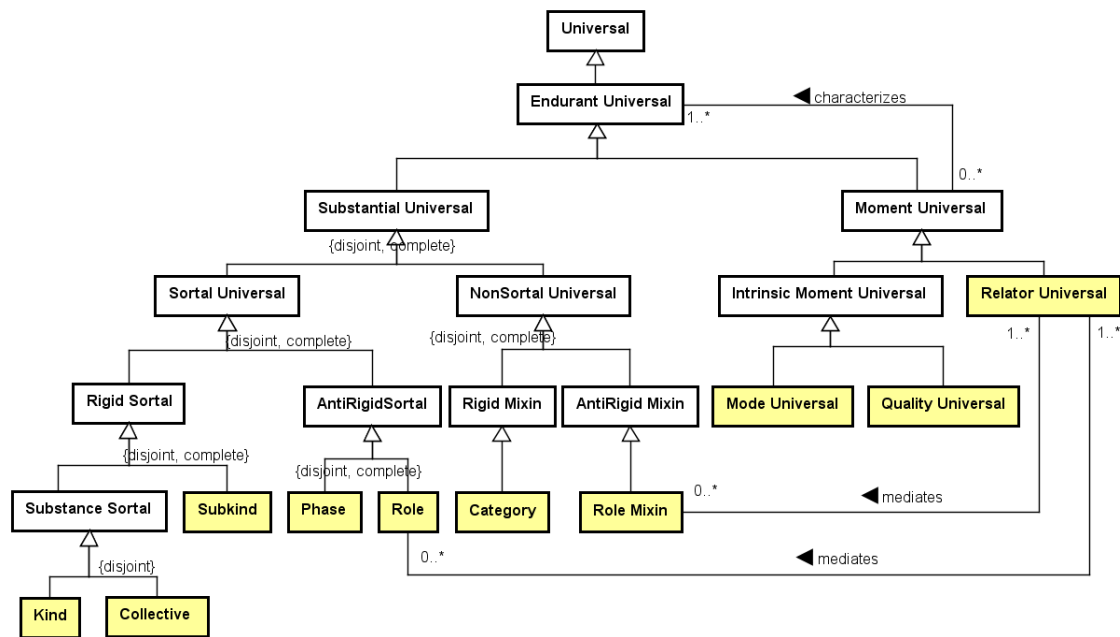 Universal
Endurant Universal
◀ characterizes
1..*
0..*
Substantial Universal
Moment Universal
{disjoint, complete}
Sortal Universal
NonSortal Universal
Intrinsic Moment Universal
Relator Universal
{disjoint, complete}
{disjoint, complete}
1..*
1..*
Rigid Sortal
AntiRigidSortal
Rigid Mixin
AntiRigid Mixin
Mode Universal
Quality Universal
{disjoint, complete}
{disjoint, complete}
Substance Sortal
Subkind
Phase
Role
Category
Role Mixin
0..*
◀ mediates
0..*
◀ mediates
{disjoint}
Kind
Collective